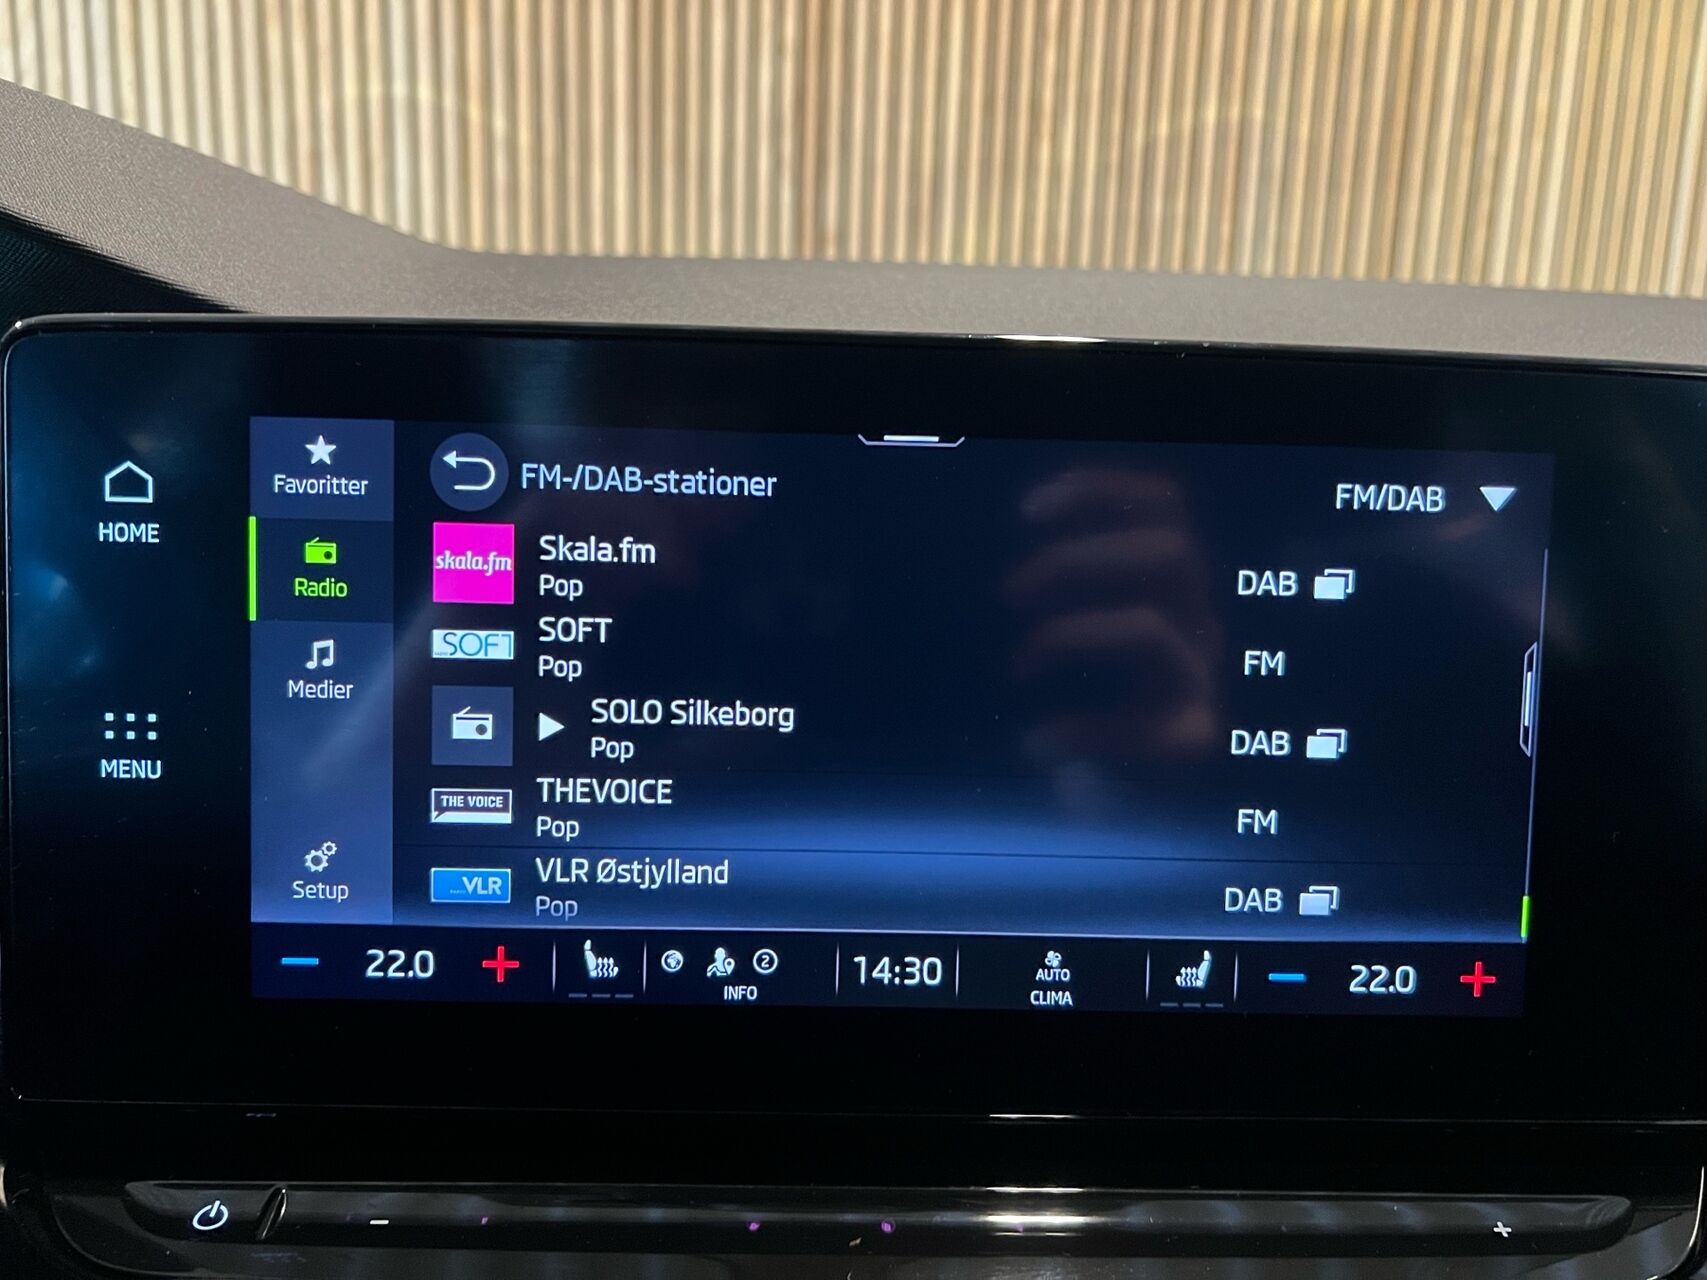 HOME
MENU
Favoritter
Radio
Medier
Setup
FM-/DAB-stationer
FM/DAB
skala.fm
Skala.fm
Pop
DAB
SOFT
SOFT
Pop
FM
SOLO Silkeborg
Pop
DAB
THE VOICE
THEVOICE
Pop
FM
VLR
VLR Østjylland
Pop
DAB
22.0
2
INFO
14:30
AUTO
CLIMA
22.0